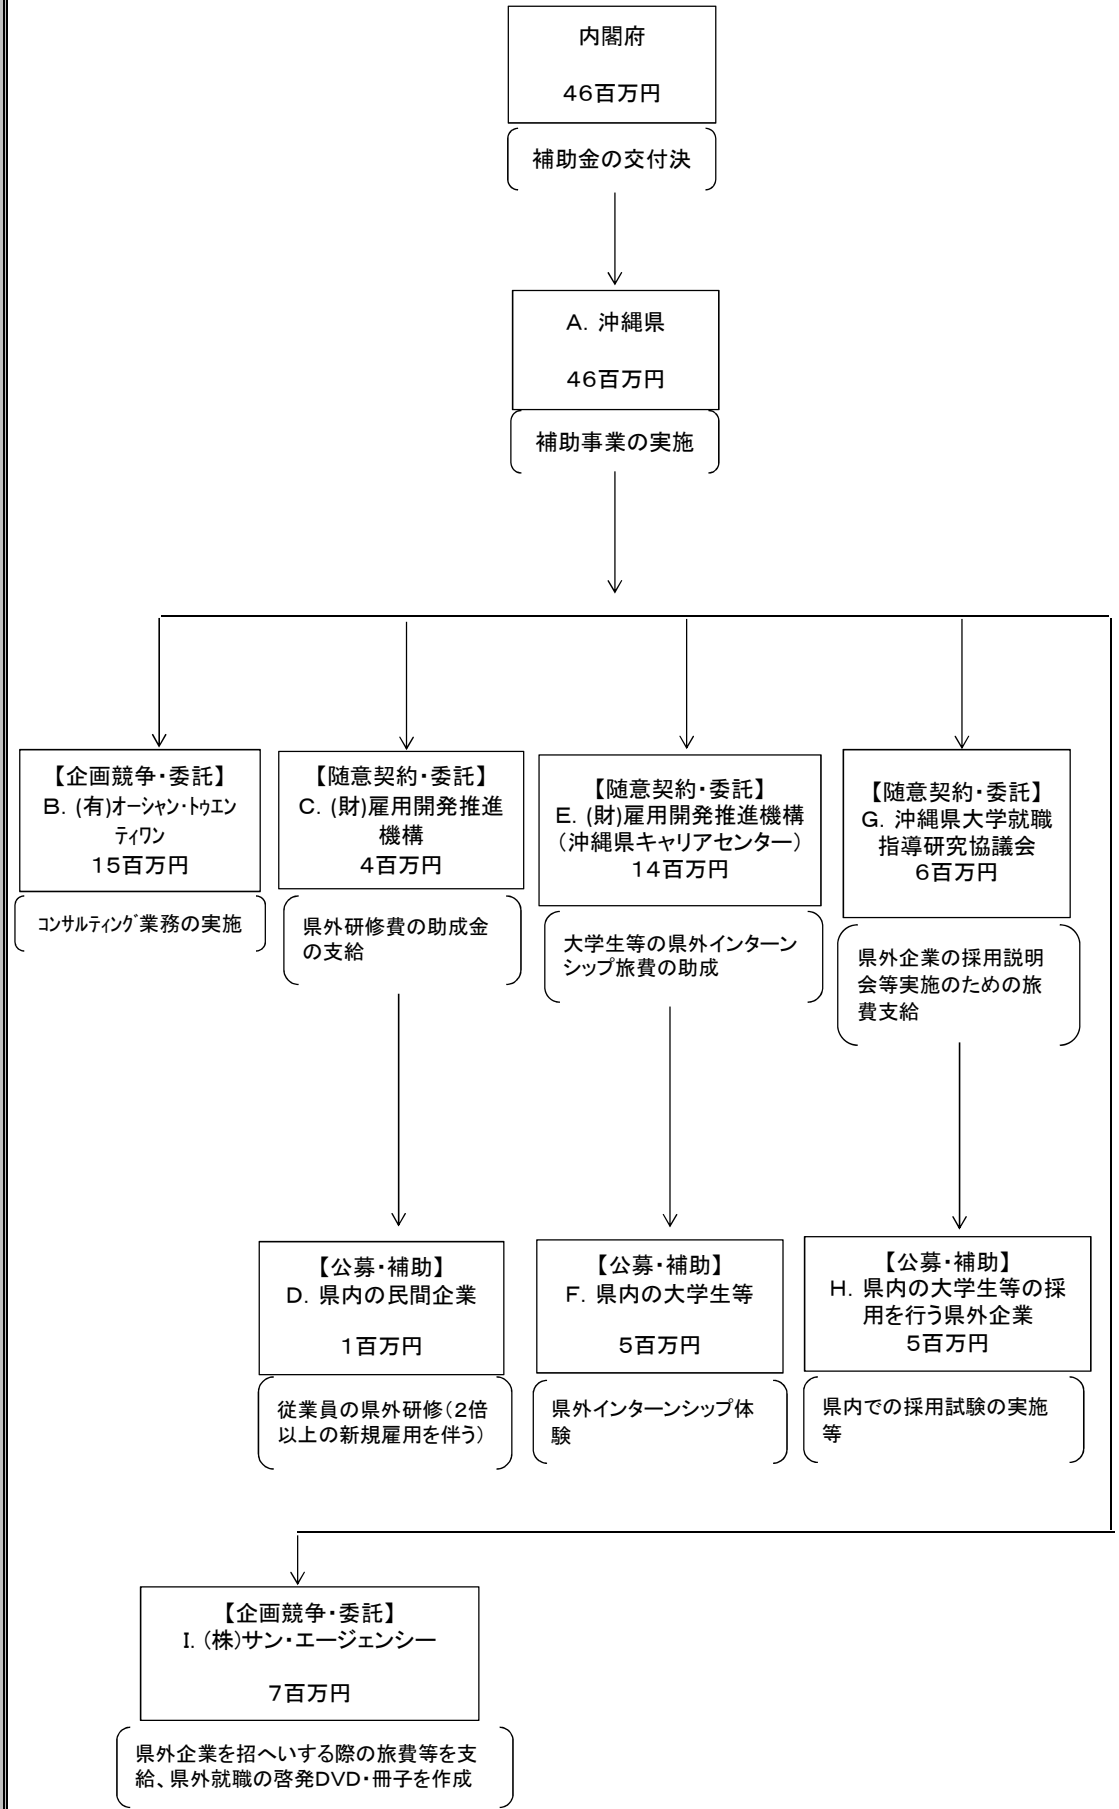 内閣府
46百万円
補助金の交付決
A. 沖縄県
46百万円
補助事業の実施
【企画競争・委託】
B. (有)オーシャン・トゥエン
ティワン
15百万円
コンサルティング業務の実施
【随意契約・委託】
C. (財)雇用開発推進
機構
4百万円
県外研修費の助成金
の支給
【随意契約・委託】
E. (財)雇用開発推進機構
（沖縄県キャリアセンター）
14百万円
大学生等の県外インターン
シップ旅費の助成
【随意契約・委託】
G. 沖縄県大学就職
指導研究協議会
6百万円
県外企業の採用説明
会等実施のための旅
費支給
【公募・補助】
D. 県内の民間企業
1百万円
従業員の県外研修（2倍
以上の新規雇用を伴う）
【公募・補助】
F. 県内の大学生等
5百万円
県外インターンシップ体
験
【公募・補助】
H. 県内の大学生等の採
用を行う県外企業
5百万円
県内での採用試験の実施
等
【企画競争・委託】
I. (株)サン・エージェンシー
7百万円
県外企業を招へいする際の旅費等を支
給、県外就職の啓発DVD・冊子を作成